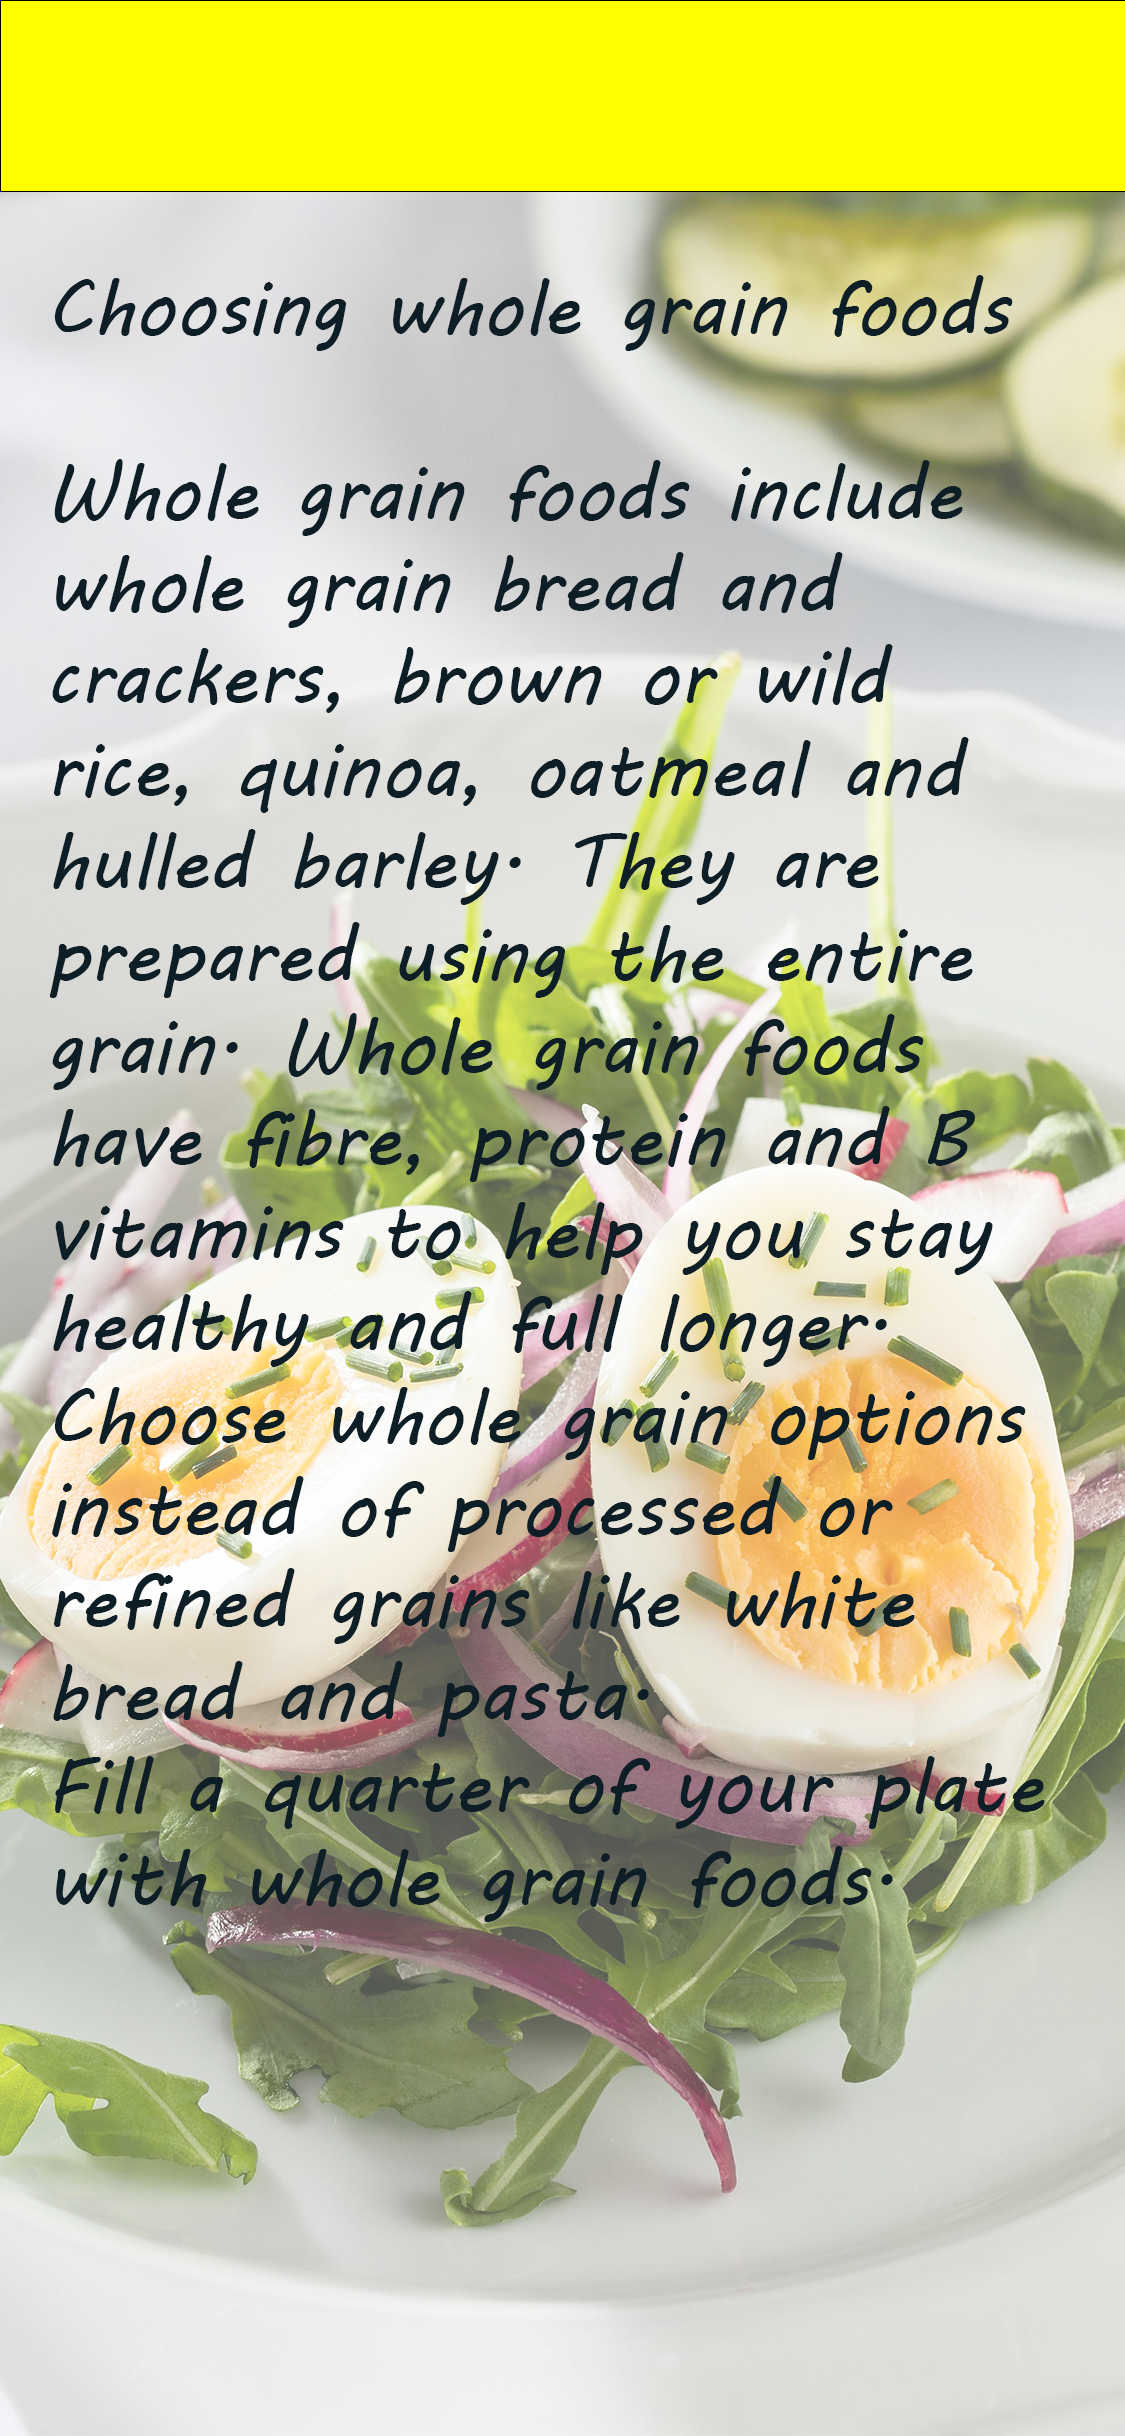 Choosing whole grain foods
Whole grain foods include
whole grain bread and
crackers, brown or wild
rice, quinoa, oatmeal and
hulled barley. They are
prepared using the entire
grain. Whole grain foods
have fibre, protein and B
vitamins to help you stay
healthy and full longer.
Choose whole grain options
instead of processed or
refined grains like white
bread and pasta.
Fill a quarter of your plate
with whole grain foods.